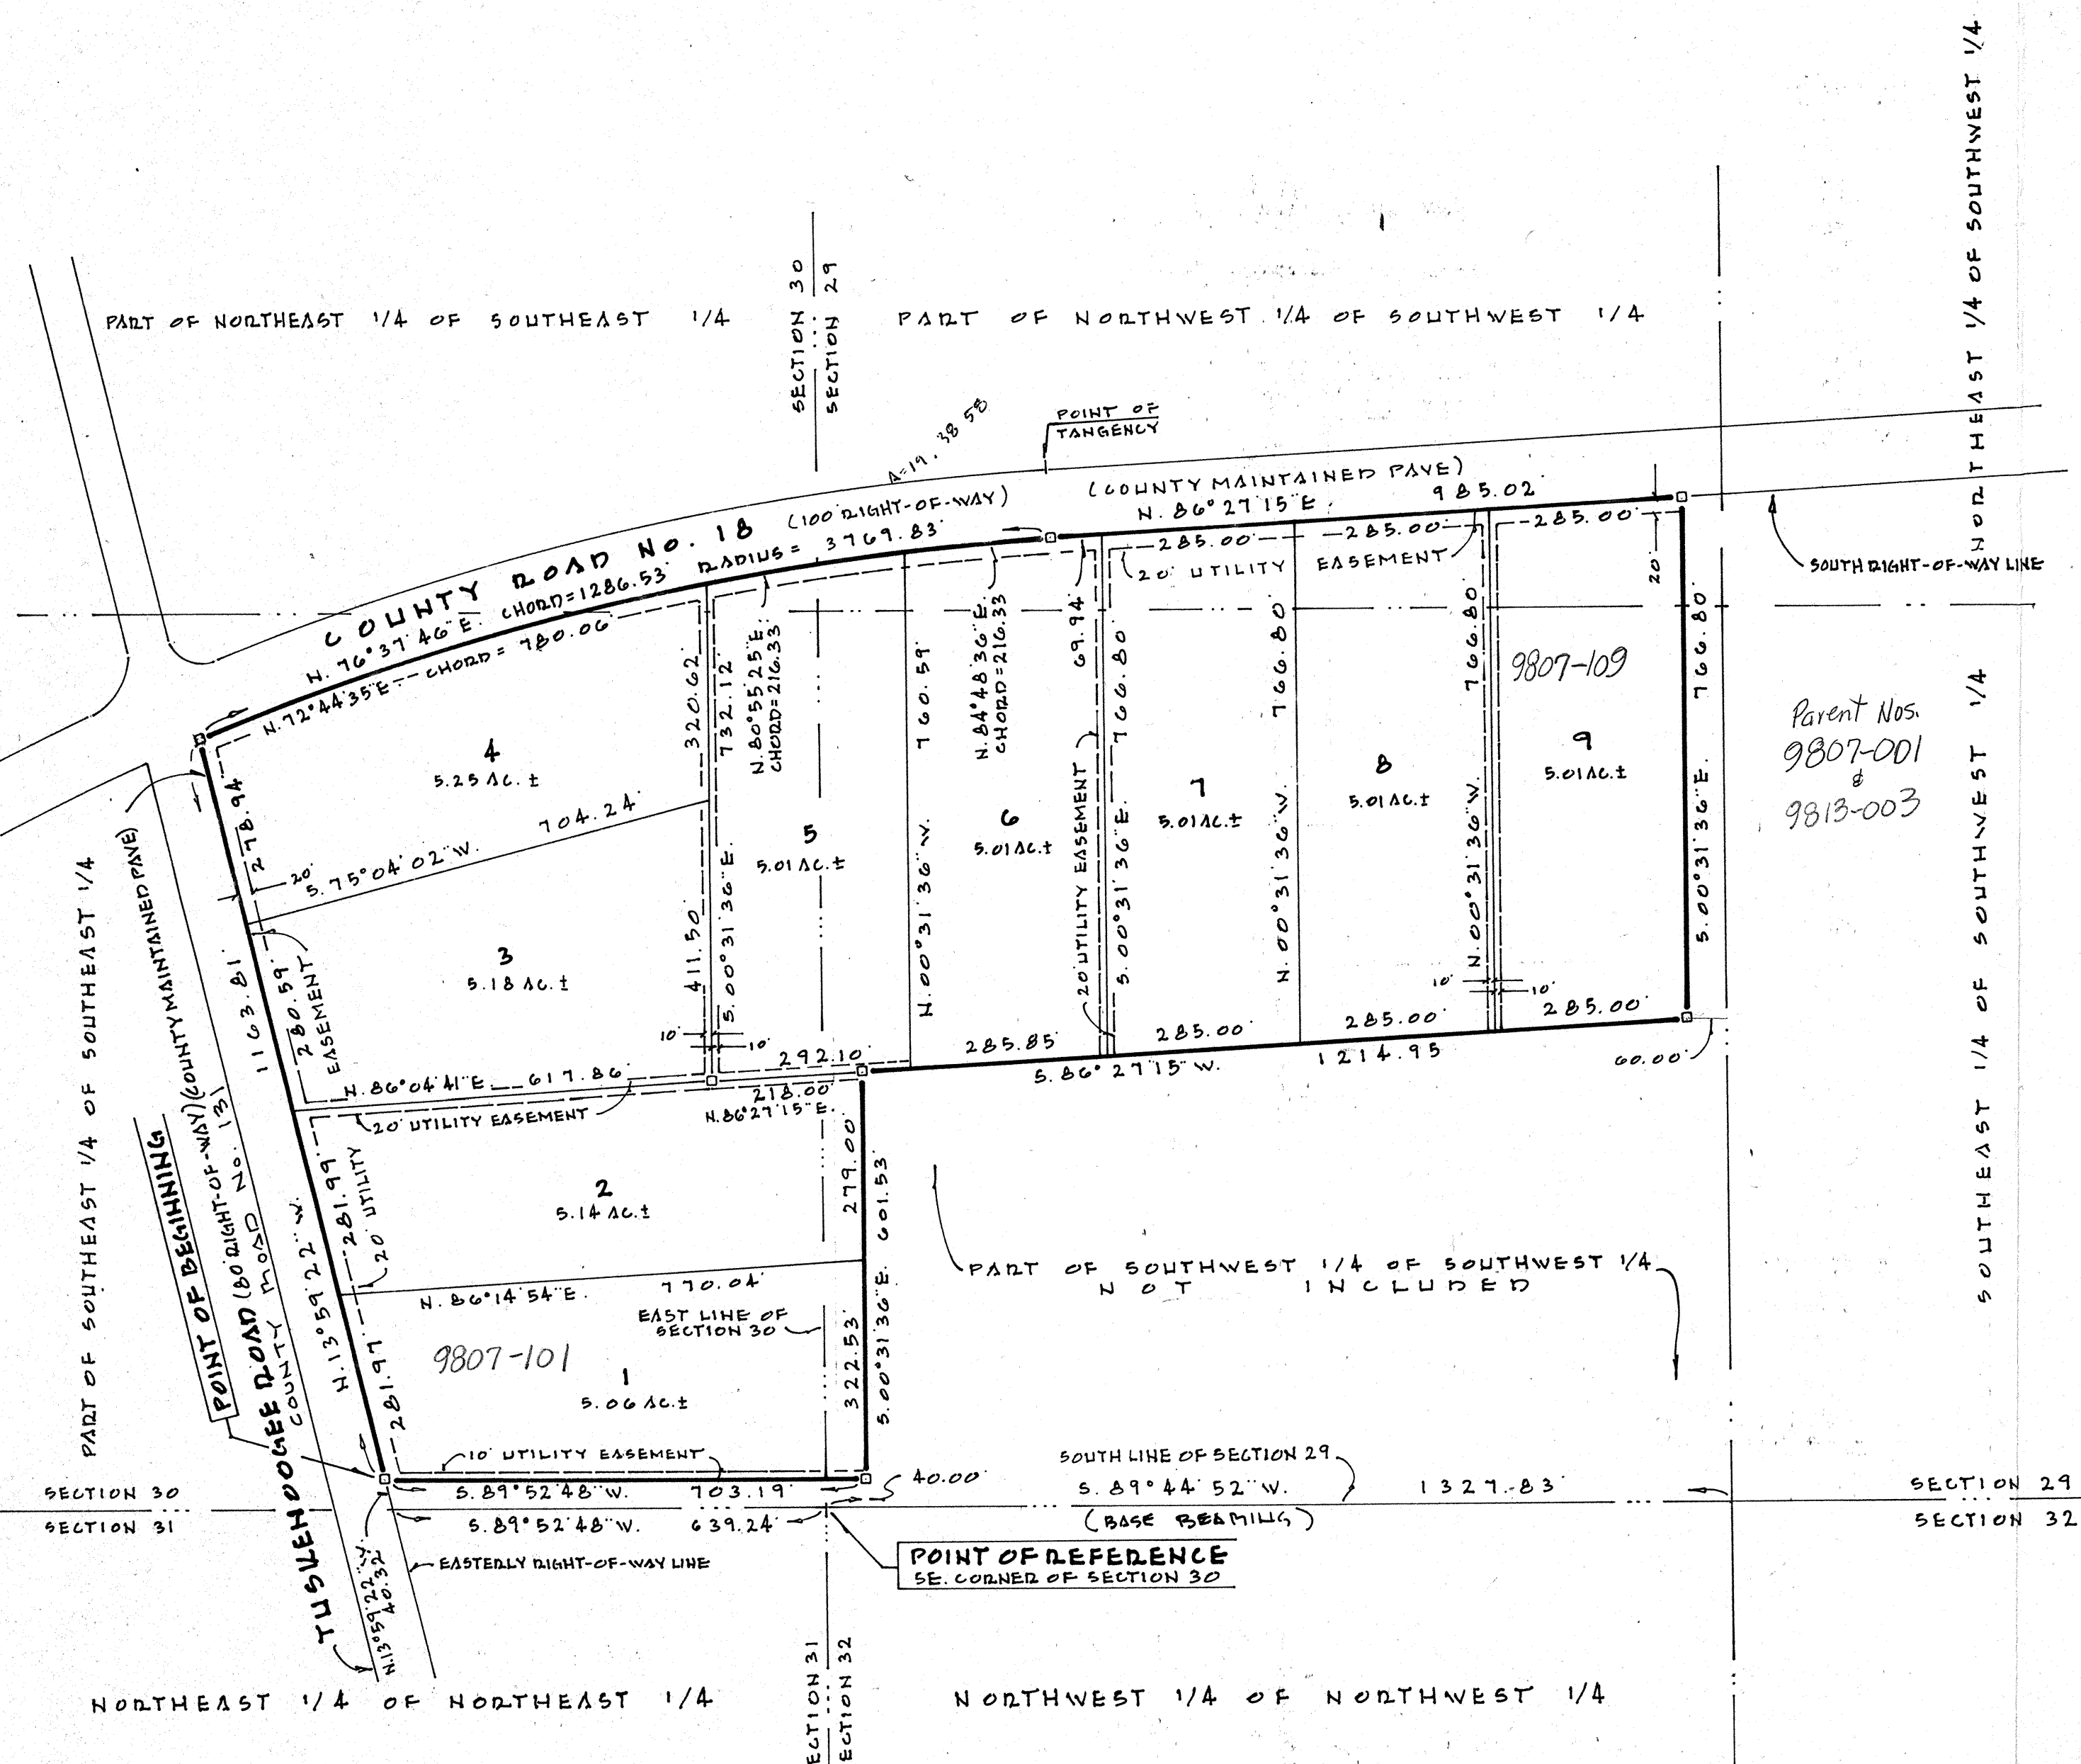 NORTHEAST 1/4 OF SOUTHWEST 1/4
SECTION 30
SECTION 29
PART OF NORTHEAST 1/4 OF SOUTHEAST 1/4
PART OF NORTHWEST 1/4 OF SOUTHWEST 1/4
Δ=19. 38 58
POINT OF
TANGENCY
COUNTY ROAD No. 18
(100' RIGHT-OF-WAY)
(COUNTY MAINTAINED PAVE)
N. 76° 37' 46" E. CHORD=1286.53' RADIUS= 3769.83'
N. 86° 27' 15" E.
985.02'
N. 72° 44' 35" E CHORD= 780.06'
285.00'
285.00'
285.00'
20' UTILITY EASEMENT
20'
SOUTH RIGHT-OF-WAY LINE
4
5.25 AC. ±
278.94
320.62'
732.12'
N. 80° 55' 25" E.
CHORD=216.33
760.59'
N. 84° 48' 36" E.
CHORD=216.33
69.94'
766.80'
766.80'
766.80'
766.80'
9807-109
Parent Nos.
9807-001
&
9813-003
S. 75° 04' 02" W.
704.24'
20'
5
5.01 AC. ±
6
5.01 AC. ±
7
5.01 AC. ±
8
5.01 AC. ±
9
5.01 AC. ±
20' UTILITY EASEMENT
S. 00° 31' 36" E.
N. 00° 31' 36" W.
S. 00° 31' 36" E.
N. 00° 31' 36" W.
N. 00° 31' 36" W.
S. 00° 31' 36" E.
3
5.18 AC. ±
280.59
EASEMENT
411.50'
10'
10'
10'
10'
292.10'
285.85'
285.00'
285.00'
285.00'
S. 86° 27' 15" W.
1214.95
60.00'
N. 86° 04' 41" E. 617.86
20' UTILITY EASEMENT
218.00'
N. 86° 27' 15" E.
PART OF SOUTHEAST 1/4 OF SOUTHEAST 1/4
SOUTHEAST 1/4 OF SOUTHWEST 1/4
(COUNTY MAINTAINED PAVE)
1163.81'
N. 13° 59' 22" W.
TUSILENDOGEE ROAD (80' RIGHT-OF-WAY)
COUNTY ROAD No. 131
POINT OF BEGINNING
2
5.14 AC. ±
281.99
20' UTILITY
279.00'
S. 00° 31' 36" E. 601.53'
N. 86° 14' 54" E.
770.04'
EAST LINE OF
SECTION 30
PART OF SOUTHWEST 1/4 OF SOUTHWEST 1/4
NOT INCLUDED
9807-101
1
5.06 AC. ±
281.97
322.53'
10' UTILITY EASEMENT
S. 89° 52' 48" W. 703.19'
40.00'
SOUTH LINE OF SECTION 29
S. 89° 44' 52" W. 1327.83'
(BASE BEARING)
SECTION 30
SECTION 31
SECTION 29
SECTION 32
S. 89° 52' 48" W. 639.24'
N. 13° 59' 22" W.
40.32
EASTERLY RIGHT-OF-WAY LINE
POINT OF REFERENCE
SE. CORNER OF SECTION 30
NORTHEAST 1/4 OF NORTHEAST 1/4
ECTION 31
ECTION 32
NORTHWEST 1/4 OF NORTHWEST 1/4